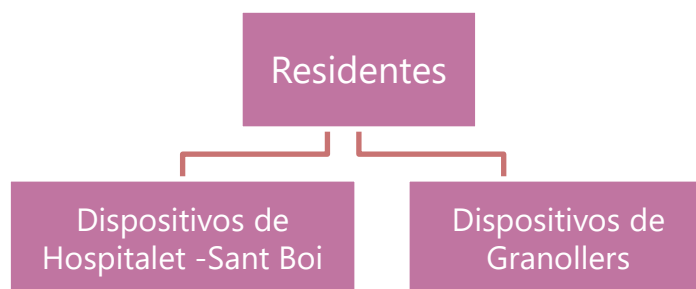 Residentes
Dispositivos de
Hospitalet -Sant Boi
Dispositivos de
Granollers